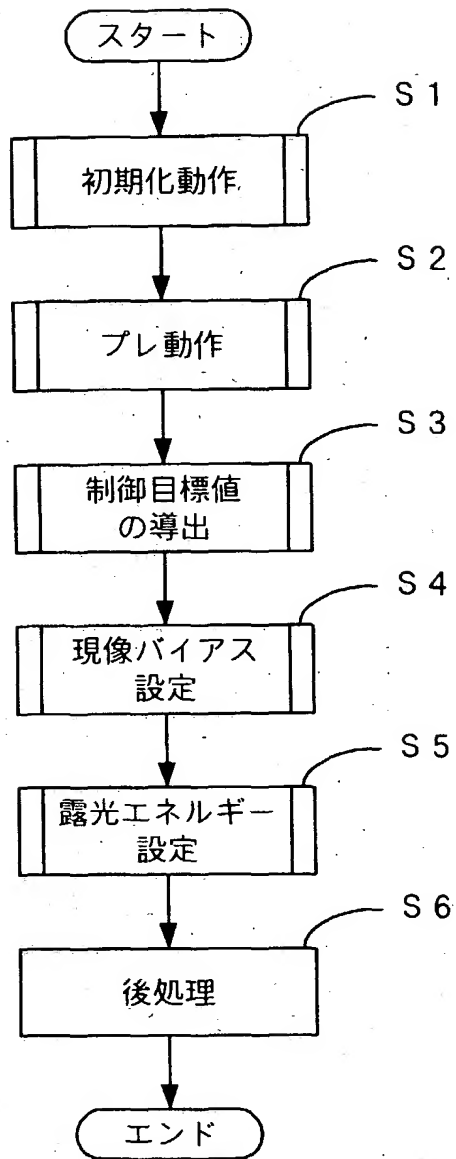 スタート
S1
初期化動作
S2
プレ動作
S3
制御目標値
の導出
S4
現像バイアス
設定
S5
露光エネルギー
設定
S6
後処理
エンド